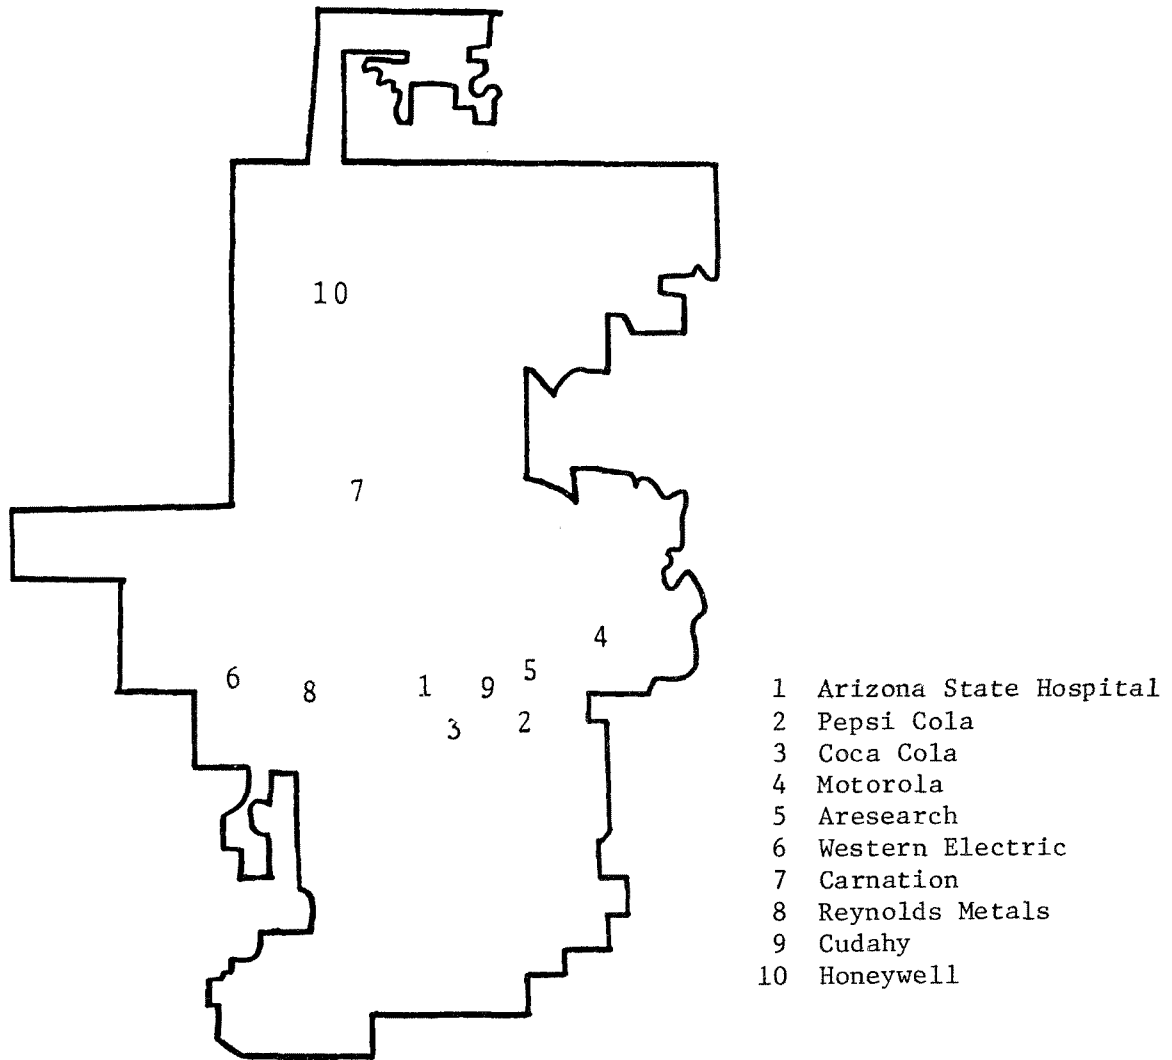 10
7
4
5
6
8
1
9
3
2
1 Arizona State Hospital
2 Pepsi Cola
3 Coca Cola
4 Motorola
5 Aresearch
6 Western Electric
7 Carnation
8 Reynolds Metals
9 Cudahy
10 Honeywell